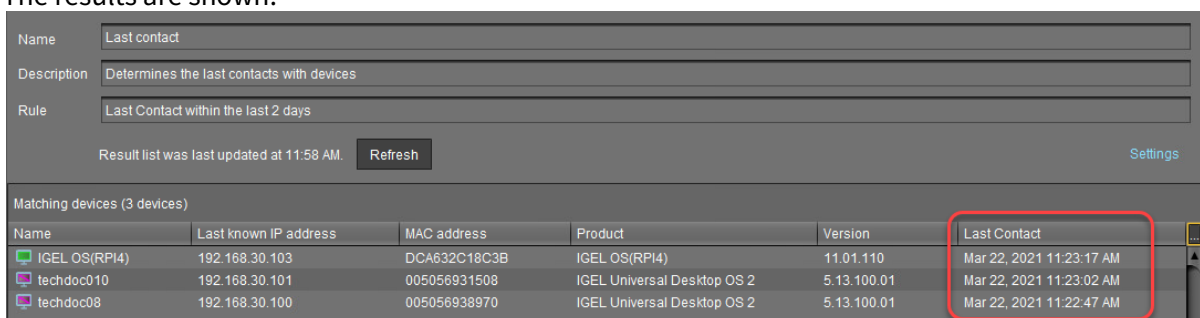 The results are shown:
Name Last contact
Description Determines the last contacts with devices
Rule Last Contact within the last 2 days
Result list was last updated at 11:58 AM. Refresh Settings
Matching devices (3 devices)
Name Last known IP address MAC address Product Version Last Contact ...
IGEL OS(RPI4) 192.168.30.103 DCA632C18C3B IGEL OS(RPI4) 11.01.110 Mar 22, 2021 11:23:17 AM
techdoc010 192.168.30.101 005056931508 IGEL Universal Desktop OS 2 5.13.100.01 Mar 22, 2021 11:23:02 AM
techdoc08 192.168.30.100 005056938970 IGEL Universal Desktop OS 2 5.13.100.01 Mar 22, 2021 11:22:47 AM